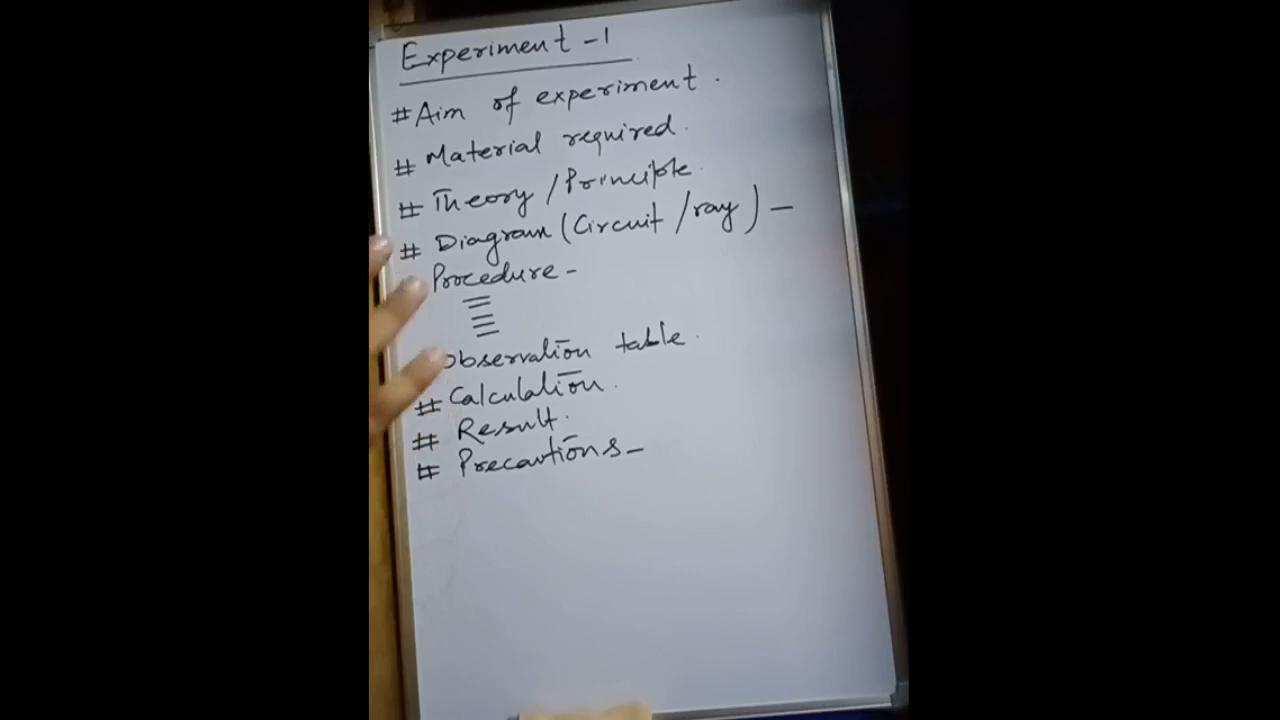 Experiment -1
# Aim of experiment.
# Material required.
# Theory / Principle.
# Diagram (Circuit / ray) -
Procedure -
Observation table.
# Calculation.
# Result.
# Precautions -